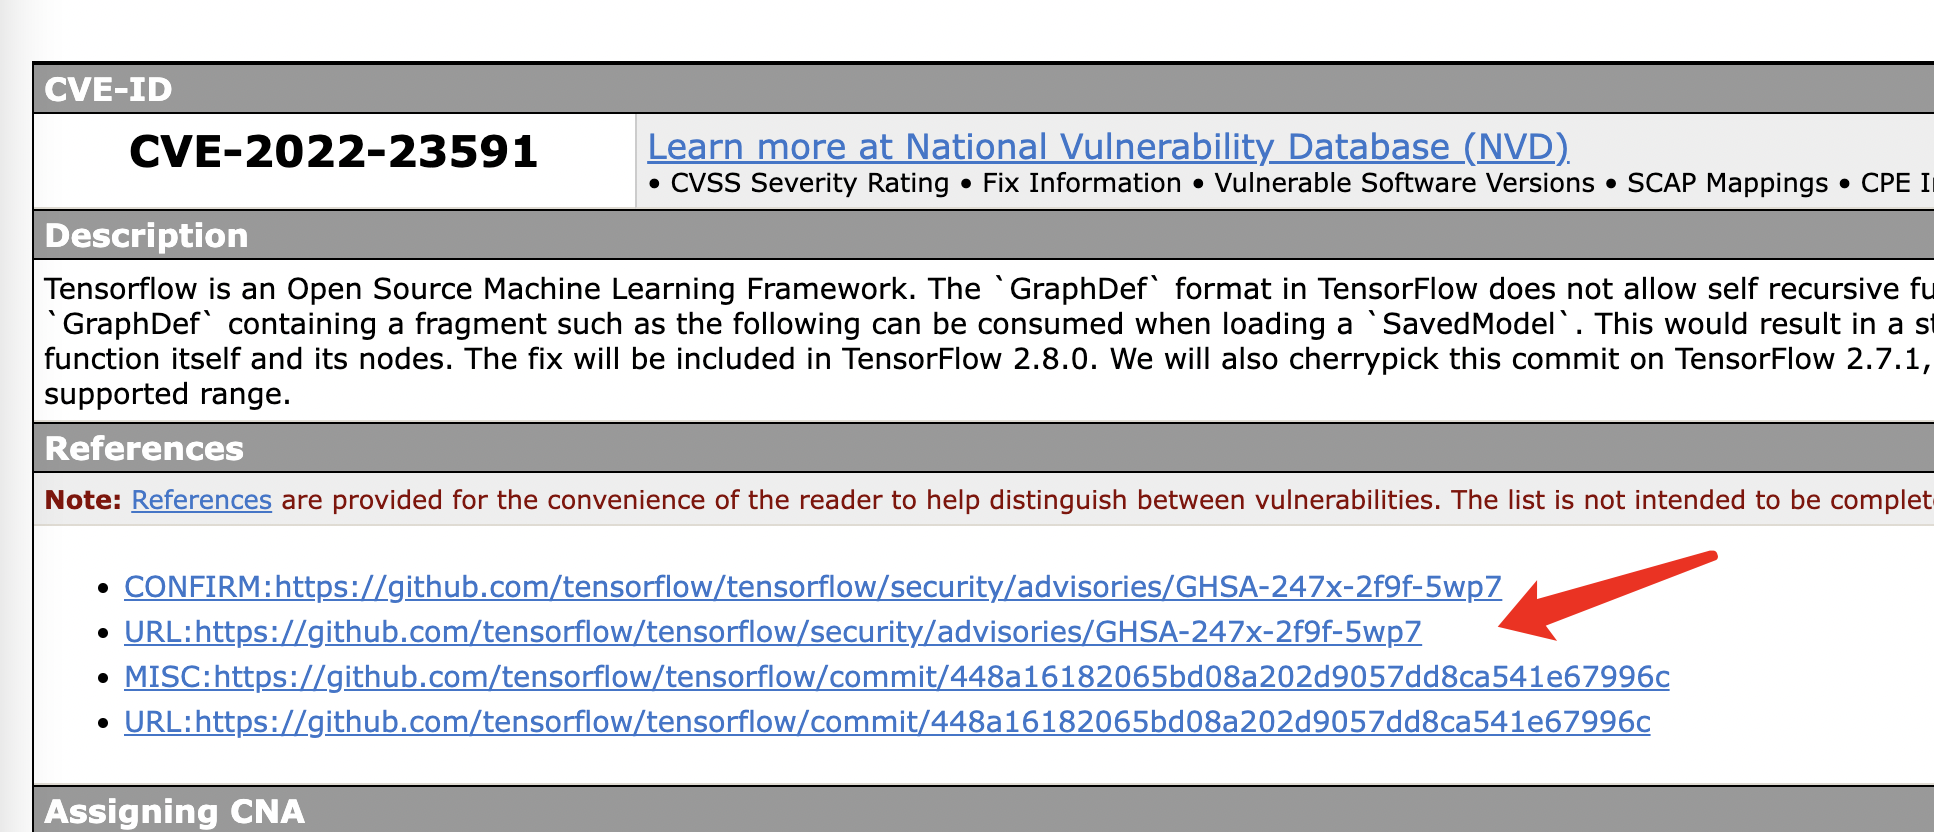 CVE-ID
CVE-2022-23591
Learn more at National Vulnerability Database (NVD)
• CVSS Severity Rating • Fix Information • Vulnerable Software Versions • SCAP Mappings • CPE
Description
Tensorflow is an Open Source Machine Learning Framework. The `GraphDef` format in TensorFlow does not allow self recursive
`GraphDef` containing a fragment such as the following can be consumed when loading a `SavedModel`. This would result in a
function itself and its nodes. The fix will be included in TensorFlow 2.8.0. We will also cherrypick this commit on TensorFlow 2.7.1,
supported range.
References
Note: References are provided for the convenience of the reader to help distinguish between vulnerabilities. The list is not intended to be
• CONFIRM:https://github.com/tensorflow/tensorflow/security/advisories/GHSA-247x-2f9f-5wp7
• URL:https://github.com/tensorflow/tensorflow/security/advisories/GHSA-247x-2f9f-5wp7
• MISC:https://github.com/tensorflow/tensorflow/commit/448a16182065bd08a202d9057dd8ca541e67996c
• URL:https://github.com/tensorflow/tensorflow/commit/448a16182065bd08a202d9057dd8ca541e67996c
Assigning CNA